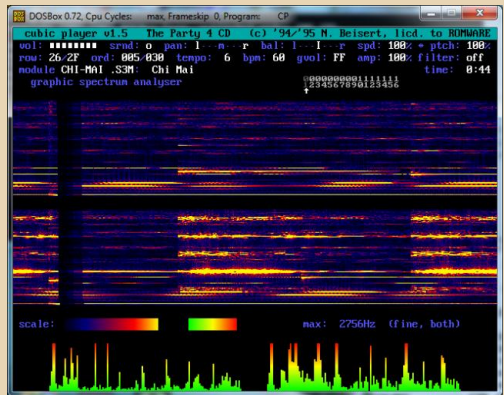 DOSBox 0.72, Cpu Cycles: max, Frameskip 0, Program: CP
cubic player v1.5 The Party 4 CD (c) '94/'95 N. Beisert, licd. to ROMWARE
vol: srnd: o pan: l---m---r bal: l---I---r spd: 100% = ptch: 100%
row: 26/2F ord: 005/030 tempo: 6 bpm: 60 gvol: FF amp: 100% filter: off
module CHI-MAI .S3M: Chi Mai time: 0:44
graphic spectrum analyser
0000000001111111
1234567890123456
scale: max: 2756Hz (fine, both)